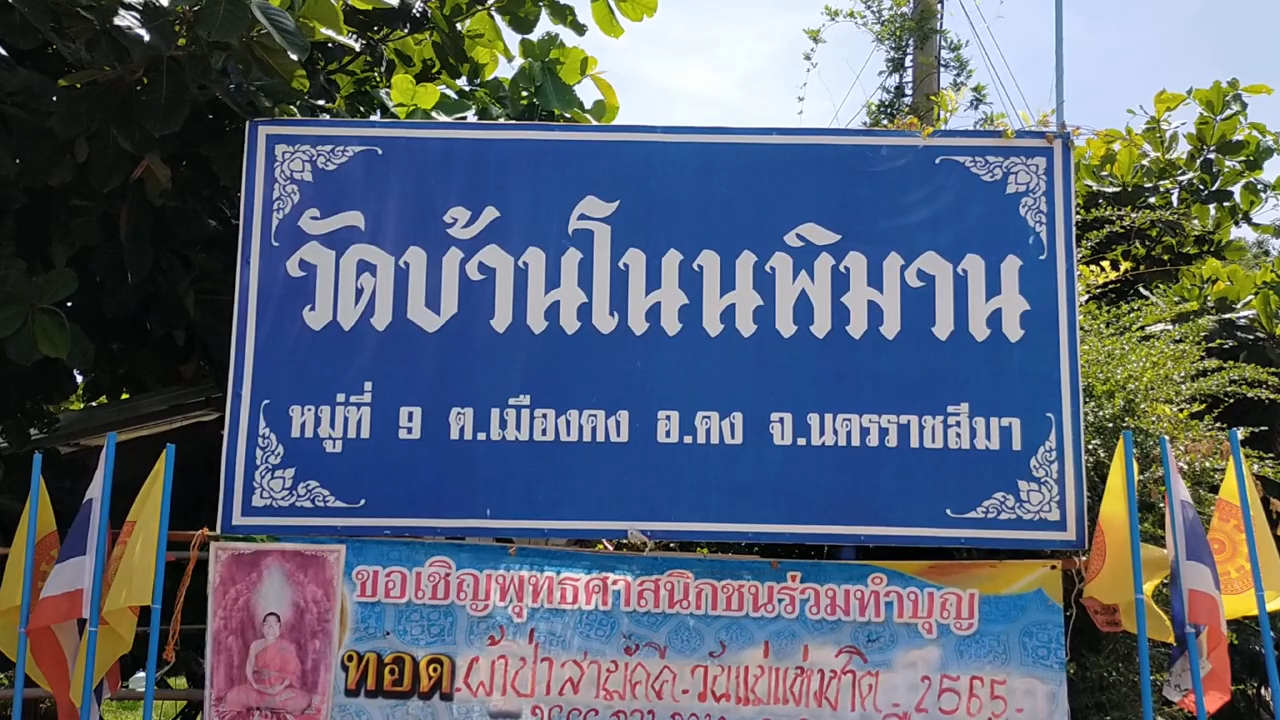 วัดบ้านโนนพิมาน
หมู่ที่ 9 ต.เมืองคง อ.คง จ.นครราชสีมา
ขอเชิญพุทธศาสนิกชนร่วมทำบุญ
ทอด.ผ้าป่าสามัคคี.วันแม่แห่งชาติ. 2565.